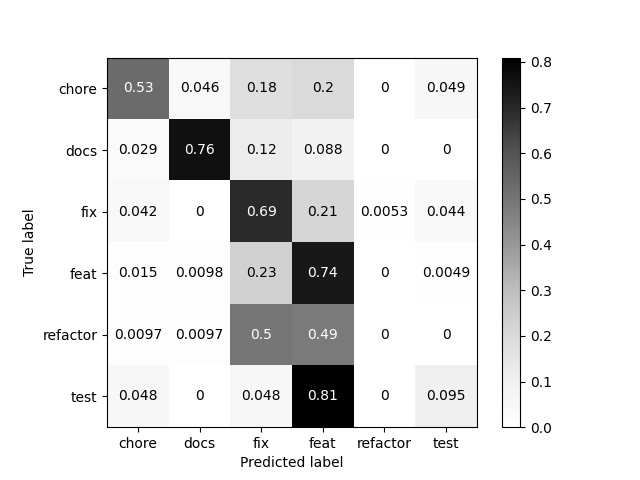 chore 0.53 0.046 0.18 0.2 0 0.049
docs 0.029 0.76 0.12 0.088 0 0
fix 0.042 0 0.69 0.21 0.0053 0.044
feat 0.015 0.0098 0.23 0.74 0 0.0049
refactor 0.0097 0.0097 0.5 0.49 0 0
test 0.048 0 0.048 0.81 0 0.095
chore docs fix feat refactor test
Predicted label
True label
0.8
0.7
0.6
0.5
0.4
0.3
0.2
0.1
0.0